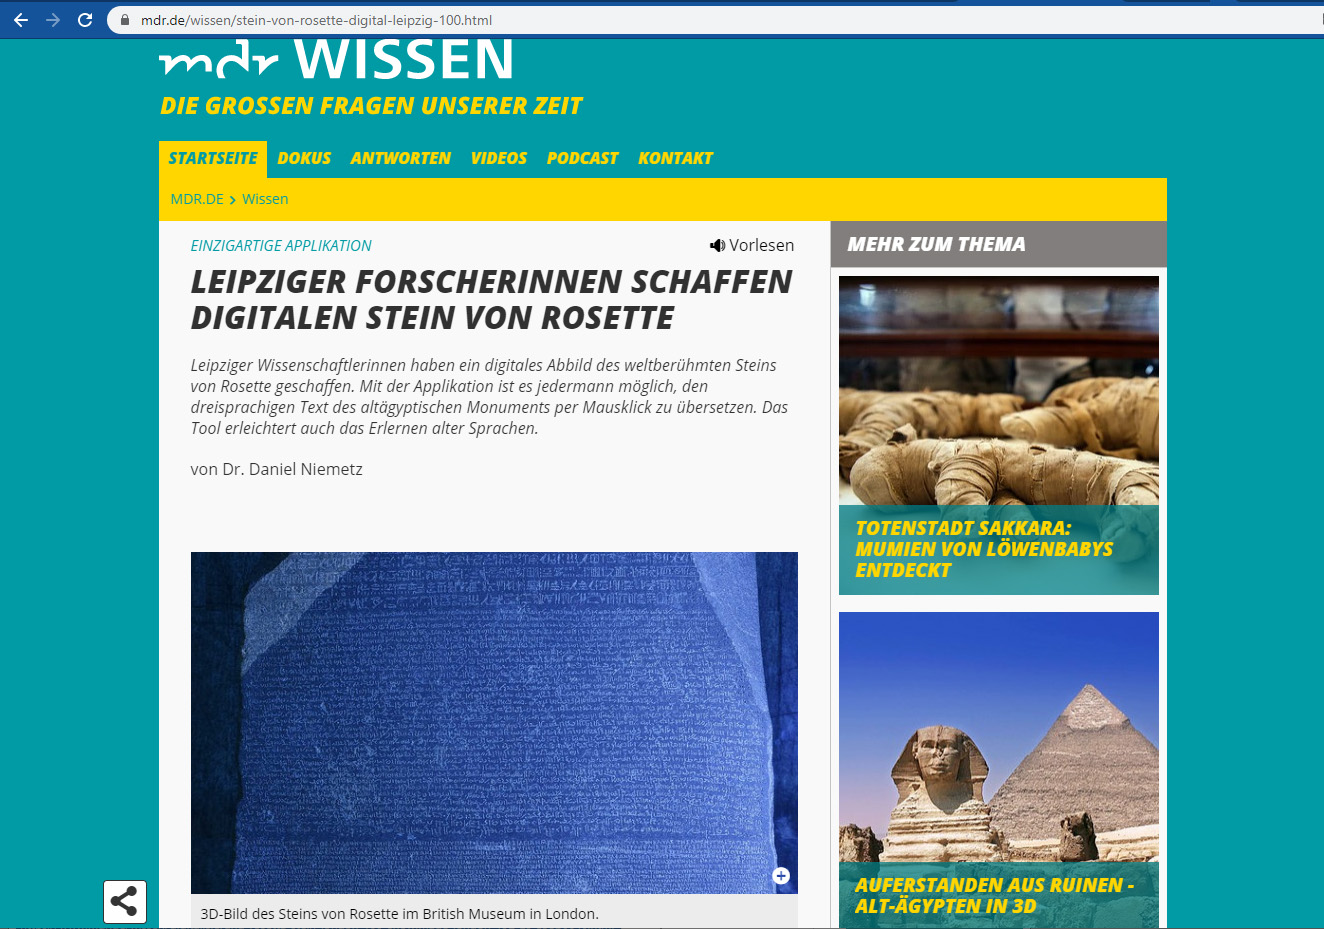 mdr.de/wissen/stein-von-rosette-digital-leipzig-100.html
mdr WISSEN
DIE GROSSEN FRAGEN UNSERER ZEIT
STARTSEITE DOKUS ANTWORTEN VIDEOS PODCAST KONTAKT
MDR.DE > Wissen
EINZIGARTIGE APPLIKATION
Vorlesen
LEIPZIGER FORSCHERINNEN SCHAFFEN
DIGITALEN STEIN VON ROSETTE
Leipziger Wissenschaftlerinnen haben ein digitales Abbild des weltberühmten Steins
von Rosette geschaffen. Mit der Applikation ist es jedermann möglich, den
dreisprachigen Text des altägyptischen Monuments per Mausklick zu übersetzen. Das
Tool erleichtert auch das Erlernen alter Sprachen.
von Dr. Daniel Niemetz
3D-Bild des Steins von Rosette im British Museum in London.
MEHR ZUM THEMA
TOTENSTADT SAKKARA:
MUMIEN VON LÖWENBABYS
ENTDECKT
AUFERSTANDEN AUS RUINEN -
ALT-ÄGYPTEN IN 3D